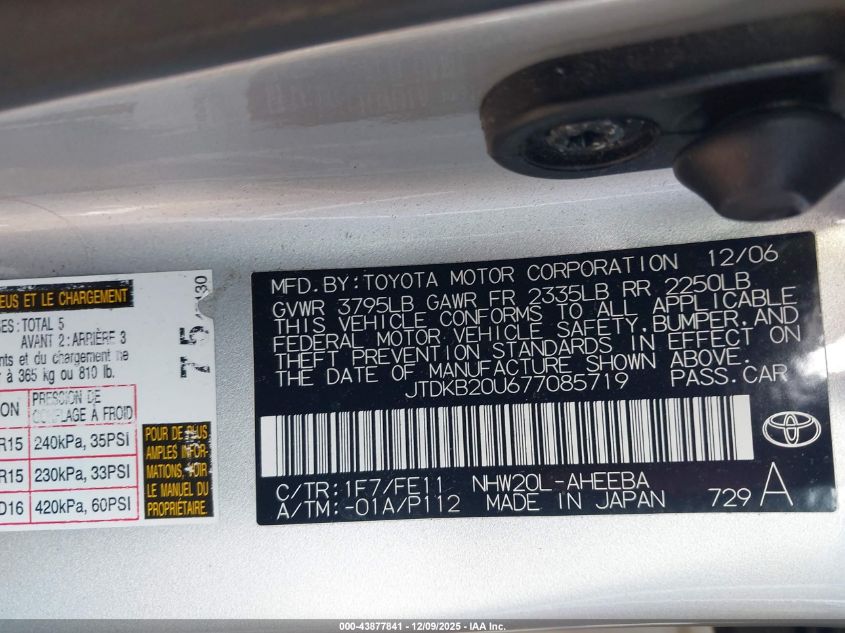 MFD. BY: TOYOTA MOTOR CORPORATION 12/06
GVWR 3795LB GAWR FR 2335LB RR 2250LB
THIS VEHICLE CONFORMS TO ALL APPLICABLE
FEDERAL MOTOR VEHICLE SAFETY, BUMPER, AND
THEFT PREVENTION STANDARDS IN EFFECT ON
THE DATE OF MANUFACTURE SHOWN ABOVE.
JTDKB20U677085719 PASS.CAR
C/TR: 1F7/FE11 NHW20L-AHEEBA
A/TM: -01A/P112 MADE IN JAPAN 729 A
EUS ET LE CHARGEMENT
ES: TOTAL 5
AVANT 2: ARRIÈRE 3
nts et du chargement ne
r à 365 kg ou 810 lb.
ON PRESSION DE GONFLAGE À FROID
R15 240kPa, 35PSI
R15 230kPa, 33PSI
D16 420kPa, 60PSI
POUR DE PLUS
AMPLES INFOR-
MATIONS, VOIR
LE MANUEL DU
PROPRIÉTAIRE.
75 130
000-43877841 - 12/09/2025 - IAA Inc.